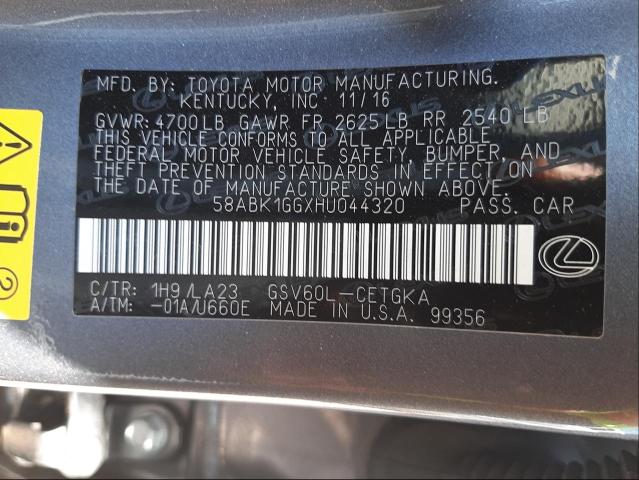 MFD. BY: TOYOTA MOTOR MANUFACTURING.
KENTUCKY, INC 11/16
GVWR: 4700LB GAWR FR 2625LB RR 2540 LB
THIS VEHICLE CONFORMS TO ALL APPLICABLE
FEDERAL MOTOR VEHICLE SAFETY, BUMPER, AND
THEFT PREVENTION STANDARDS IN EFFECT ON
THE DATE OF MANUFACTURE SHOWN ABOVE.
58ABK1GGXHU044320 PASS. CAR
C/TR: 1H9/LA23 GSV60L-CETGKA
A/TM: -01A/U660E MADE IN U.S.A. 99356
2